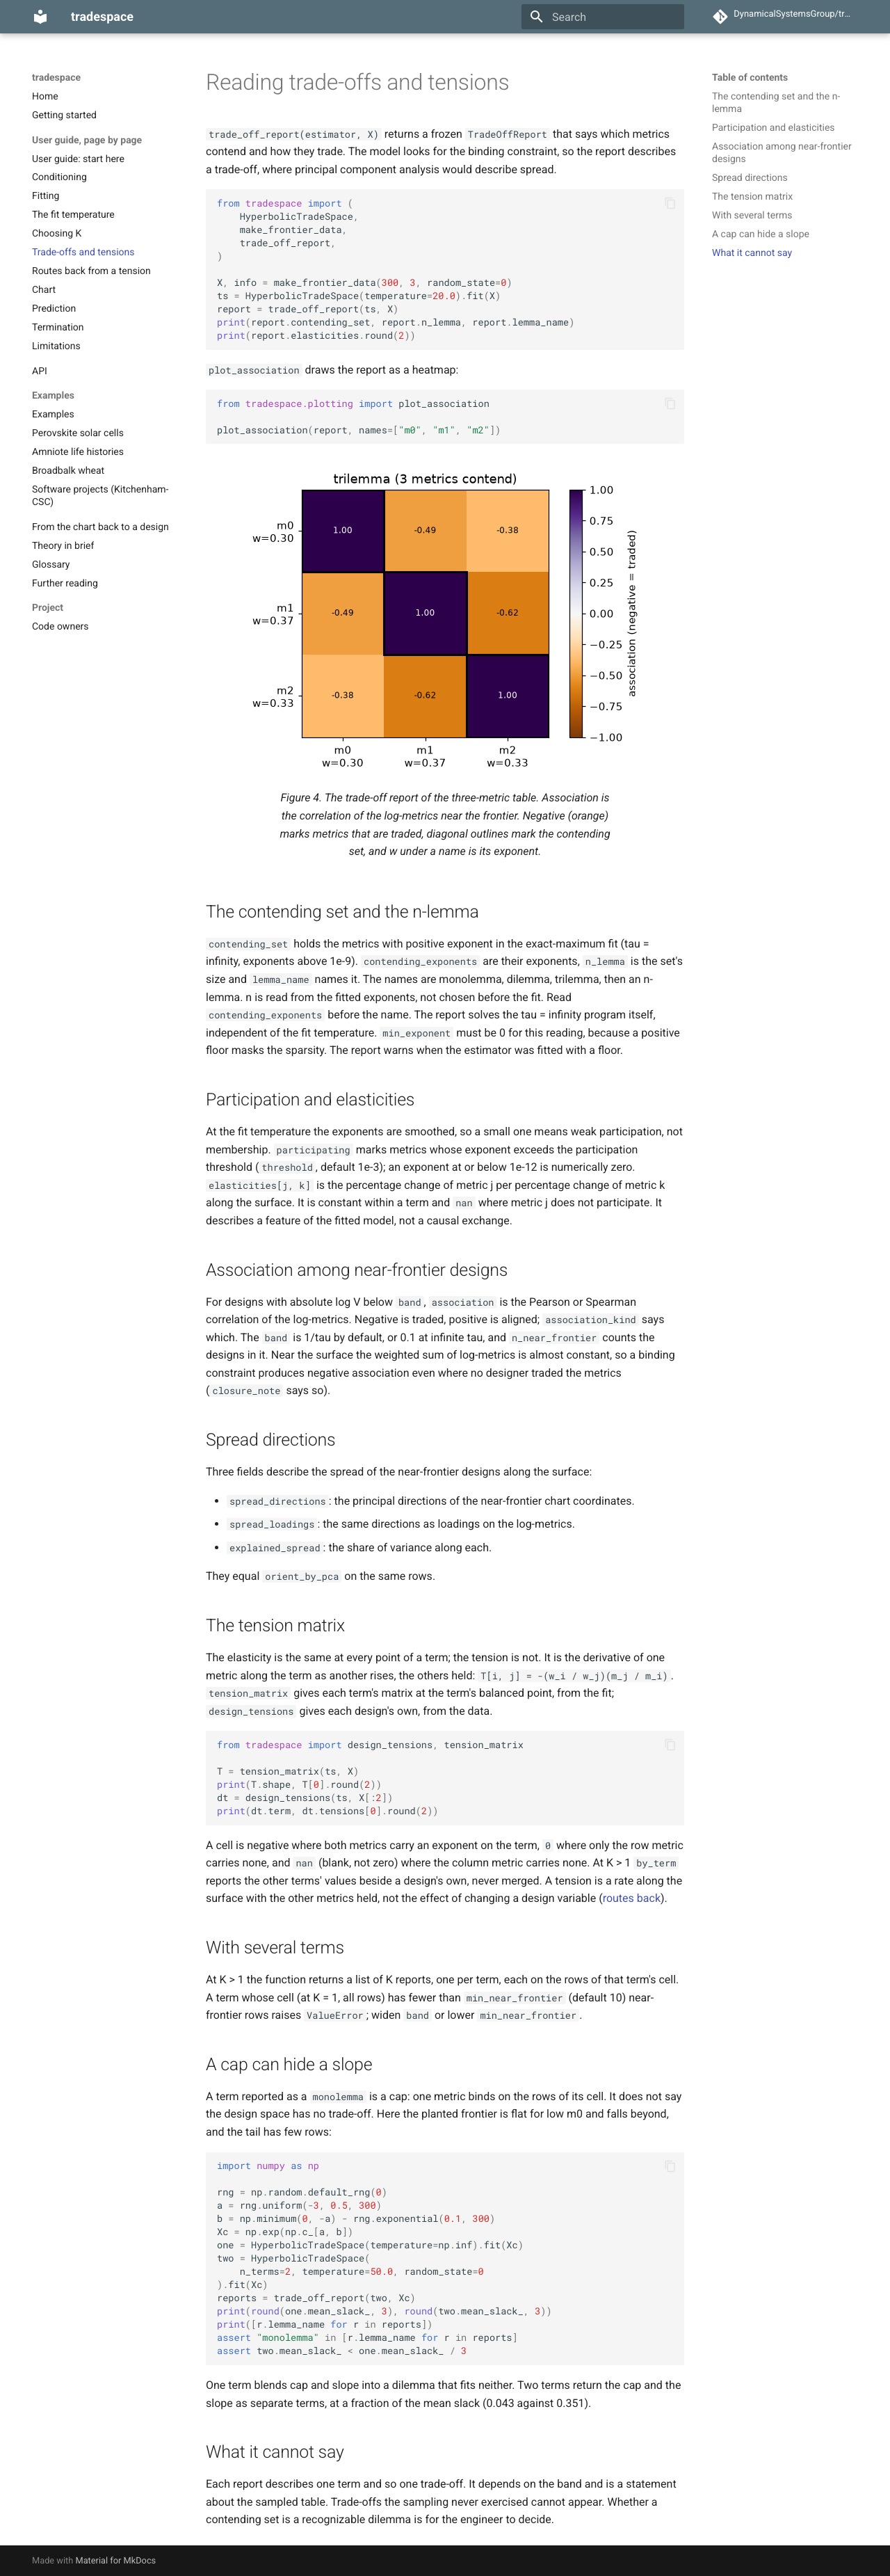 tradespace
Search
DynamicalSystemsGroup/tr...
tradespace
Home
Getting started
User guide, page by page
User guide: start here
Conditioning
Fitting
The fit temperature
Choosing K
Trade-offs and tensions
Routes back from a tension
Chart
Prediction
Termination
Limitations
API
Examples
Examples
Perovskite solar cells
Amniote life histories
Broadbalk wheat
Software projects (Kitchenham-
CSC)
From the chart back to a design
Theory in brief
Glossary
Further reading
Project
Code owners
Reading trade-offs and tensions
trade_off_report(estimator, X) returns a frozen TradeOffReport that says which metrics
contend and how they trade. The model looks for the binding constraint, so the report describes
a trade-off, where principal component analysis would describe spread.
from tradespace import (
    HyperbolicTradeSpace,
    make_frontier_data,
    trade_off_report,
)
X, info = make_frontier_data(300, 3, random_state=0)
ts = HyperbolicTradeSpace(temperature=20.0).fit(X)
report = trade_off_report(ts, X)
print(report.contending_set, report.n_lemma, report.lemma_name)
print(report.elasticities.round(2))
plot_association draws the report as a heatmap:
from tradespace.plotting import plot_association
plot_association(report, names=["m0", "m1", "m2"])
trilemma (3 metrics contend)
m0
w=0.30
1.00 -0.49 -0.38
m1
w=0.37
-0.49 1.00 -0.62
m2
w=0.33
-0.38 -0.62 1.00
m0 m1 m2
w=0.30 w=0.37 w=0.33
1.00
0.75
0.50
0.25
0.00
−0.25
−0.50
−0.75
−1.00
association (negative = traded)
Figure 4. The trade-off report of the three-metric table. Association is
the correlation of the log-metrics near the frontier. Negative (orange)
marks metrics that are traded, diagonal outlines mark the contending
set, and w under a name is its exponent.
The contending set and the n-lemma
contending_set holds the metrics with positive exponent in the exact-maximum fit (tau =
infinity, exponents above 1e-9). contending_exponents are their exponents, n_lemma is the set's
size and lemma_name names it. The names are monolemma, dilemma, trilemma, then an n-
lemma. n is read from the fitted exponents, not chosen before the fit. Read
contending_exponents before the name. The report solves the tau = infinity program itself,
independent of the fit temperature. min_exponent must be 0 for this reading, because a positive
floor masks the sparsity. The report warns when the estimator was fitted with a floor.
Participation and elasticities
At the fit temperature the exponents are smoothed, so a small one means weak participation, not
membership. participating marks metrics whose exponent exceeds the participation
threshold (threshold, default 1e-3); an exponent at or below 1e-12 is numerically zero.
elasticities[j, k] is the percentage change of metric j per percentage change of metric k
along the surface. It is constant within a term and nan where metric j does not participate. It
describes a feature of the fitted model, not a causal exchange.
Association among near-frontier designs
For designs with absolute log V below band, association is the Pearson or Spearman
correlation of the log-metrics. Negative is traded, positive is aligned; association_kind says
which. The band is 1/tau by default, or 0.1 at infinite tau, and n_near_frontier counts the
designs in it. Near the surface the weighted sum of log-metrics is almost constant, so a binding
constraint produces negative association even where no designer traded the metrics
(closure_note says so).
Spread directions
Three fields describe the spread of the near-frontier designs along the surface:
• spread_directions: the principal directions of the near-frontier chart coordinates.
• spread_loadings: the same directions as loadings on the log-metrics.
• explained_spread: the share of variance along each.
They equal orient_by_pca on the same rows.
The tension matrix
The elasticity is the same at every point of a term; the tension is not. It is the derivative of one
metric along the term as another rises, the others held: T[i, j] = -(w_i / w_j)(m_j / m_i).
tension_matrix gives each term's matrix at the term's balanced point, from the fit;
design_tensions gives each design's own, from the data.
from tradespace import design_tensions, tension_matrix
T = tension_matrix(ts, X)
print(T.shape, T[0].round(2))
dt = design_tensions(ts, X[:2])
print(dt.term, dt.tensions[0].round(2))
A cell is negative where both metrics carry an exponent on the term, 0 where only the row metric
carries none, and nan (blank, not zero) where the column metric carries none. At K > 1 by_term
reports the other terms' values beside a design's own, never merged. A tension is a rate along the
surface with the other metrics held, not the effect of changing a design variable (routes back).
With several terms
At K > 1 the function returns a list of K reports, one per term, each on the rows of that term's cell.
A term whose cell (at K = 1, all rows) has fewer than min_near_frontier (default 10) near-
frontier rows raises ValueError; widen band or lower min_near_frontier.
A cap can hide a slope
A term reported as a monolemma is a cap: one metric binds on the rows of its cell. It does not say
the design space has no trade-off. Here the planted frontier is flat for low m0 and falls beyond,
and the tail has few rows:
import numpy as np
rng = np.random.default_rng(0)
a = rng.uniform(-3, 0.5, 300)
b = np.minimum(0, -a) - rng.exponential(0.1, 300)
Xc = np.exp(np.c_[a, b])
one = HyperbolicTradeSpace(temperature=np.inf).fit(Xc)
two = HyperbolicTradeSpace(
    n_terms=2, temperature=50.0, random_state=0
).fit(Xc)
reports = trade_off_report(two, Xc)
print(round(one.mean_slack_, 3), round(two.mean_slack_, 3))
print([r.lemma_name for r in reports])
assert "monolemma" in [r.lemma_name for r in reports]
assert two.mean_slack_ < one.mean_slack_ / 3
One term blends cap and slope into a dilemma that fits neither. Two terms return the cap and the
slope as separate terms, at a fraction of the mean slack (0.043 against 0.351).
What it cannot say
Each report describes one term and so one trade-off. It depends on the band and is a statement
about the sampled table. Trade-offs the sampling never exercised cannot appear. Whether a
contending set is a recognizable dilemma is for the engineer to decide.
Table of contents
The contending set and the n-
lemma
Participation and elasticities
Association among near-frontier
designs
Spread directions
The tension matrix
With several terms
A cap can hide a slope
What it cannot say
Made with Material for MkDocs